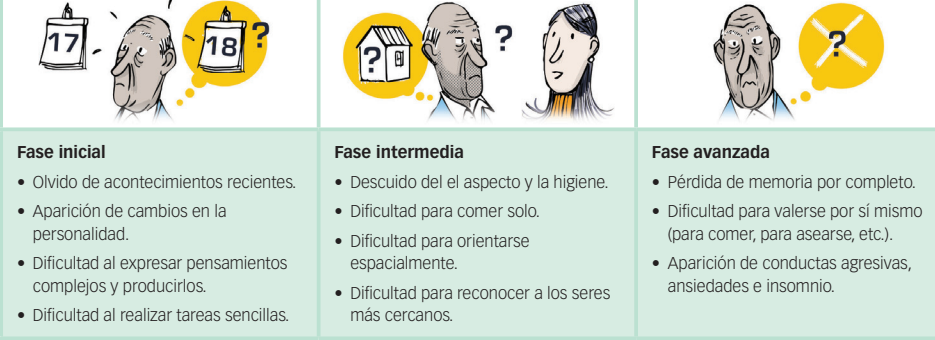 17
18
?
?
?
?
Fase inicial
• Olvido de acontecimientos recientes.
• Aparición de cambios en la
personalidad.
• Dificultad al expresar pensamientos
complejos y producirlos.
• Dificultad al realizar tareas sencillas.
Fase intermedia
• Descuido del el aspecto y la higiene.
• Dificultad para comer solo.
• Dificultad para orientarse
espacialmente.
• Dificultad para reconocer a los seres
más cercanos.
Fase avanzada
• Pérdida de memoria por completo.
• Dificultad para valerse por sí mismo
(para comer, para asearse, etc.).
• Aparición de conductas agresivas,
ansiedades e insomnio.